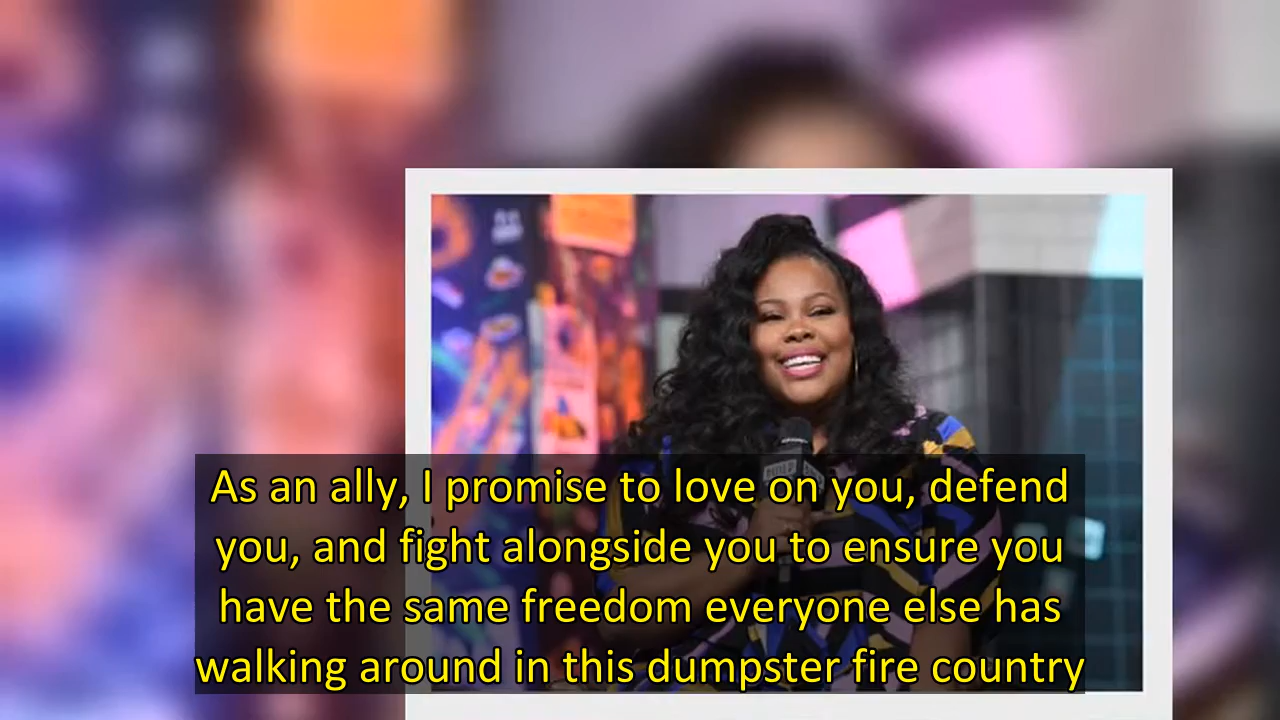 As an ally, I promise to love on you, defend
you, and fight alongside you to ensure you
have the same freedom everyone else has
walking around in this dumpster fire country